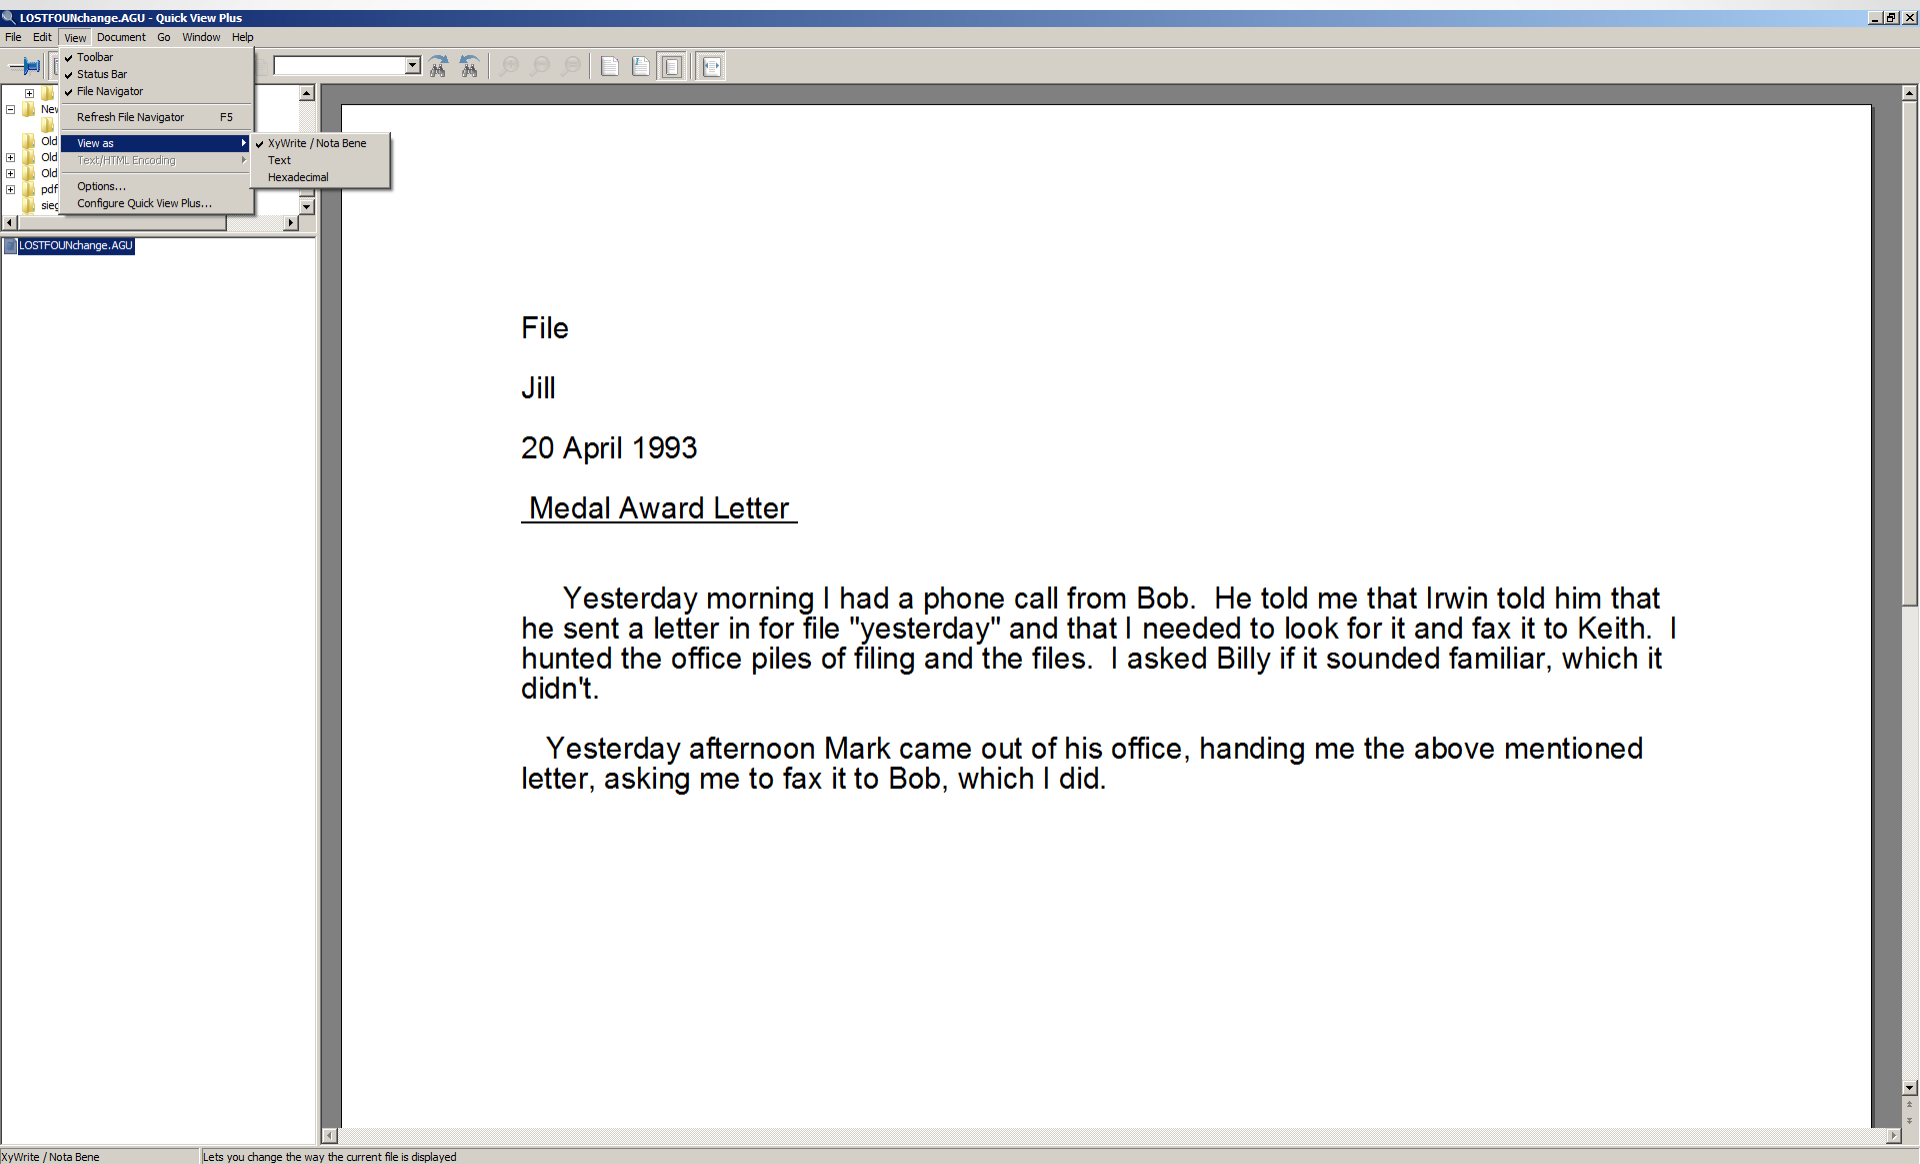 LOSTFOUNchange.AGU - Quick View Plus
File Edit View Document Go Window Help
Toolbar
Status Bar
File Navigator
Refresh File Navigator F5
View as
Text/HTML Encoding
Options...
Configure Quick View Plus...
XyWrite / Nota Bene
Text
Hexadecimal
New
Old
Old
Old
pdf
sieg
LOSTFOUNchange.AGU
File
Jill
20 April 1993
Medal Award Letter
Yesterday morning I had a phone call from Bob.  He told me that Irwin told him that
he sent a letter in for file "yesterday" and that I needed to look for it and fax it to Keith.  I
hunted the office piles of filing and the files.  I asked Billy if it sounded familiar, which it
didn't.
Yesterday afternoon Mark came out of his office, handing me the above mentioned
letter, asking me to fax it to Bob, which I did.
XyWrite / Nota Bene
Lets you change the way the current file is displayed